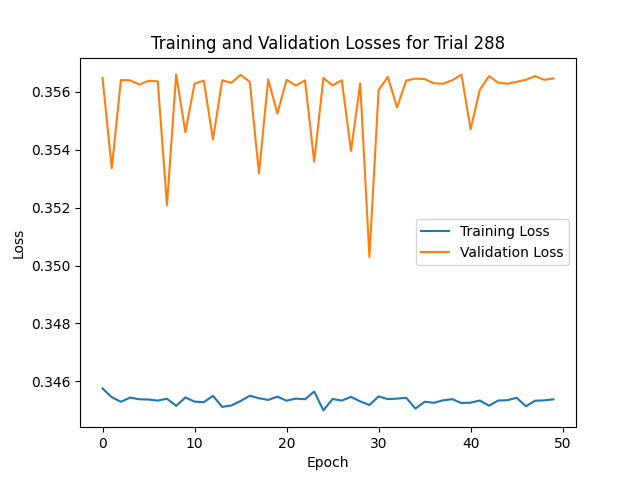 Training and Validation Losses for Trial 288
0.356
0.354
0.352
0.350
0.348
0.346
Loss
Training Loss
Validation Loss
0 10 20 30 40 50
Epoch